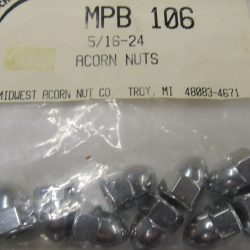 MPB 106
5/16-24
ACORN NUTS
MIDWEST ACORN NUT CO. TROY, MI 48083-4671